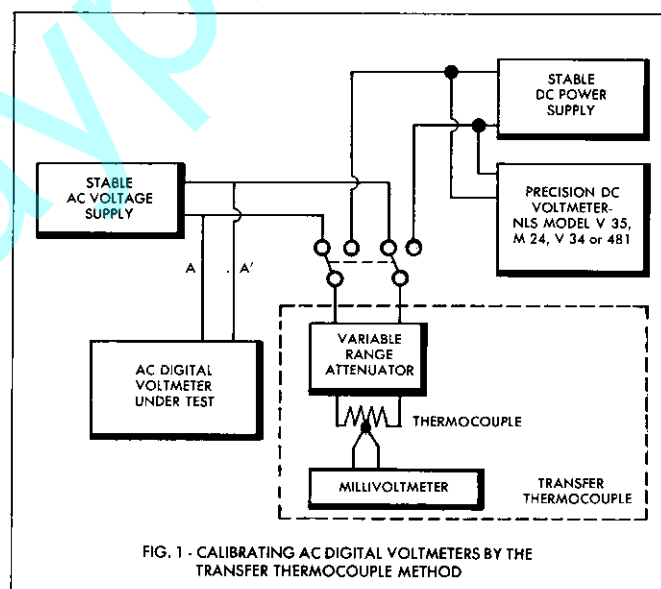 STABLE
DC POWER
SUPPLY
STABLE
AC VOLTAGE
SUPPLY
PRECISION DC
VOLTMETER-
NLS MODEL V 35,
M 24, V 34 or 481
A
A'
AC DIGITAL
VOLTMETER
UNDER TEST
VARIABLE
RANGE
ATTENUATOR
THERMOCOUPLE
MILLIVOLTMETER
TRANSFER
THERMOCOUPLE
FIG. 1 - CALIBRATING AC DIGITAL VOLTMETERS BY THE
TRANSFER THERMOCOUPLE METHOD